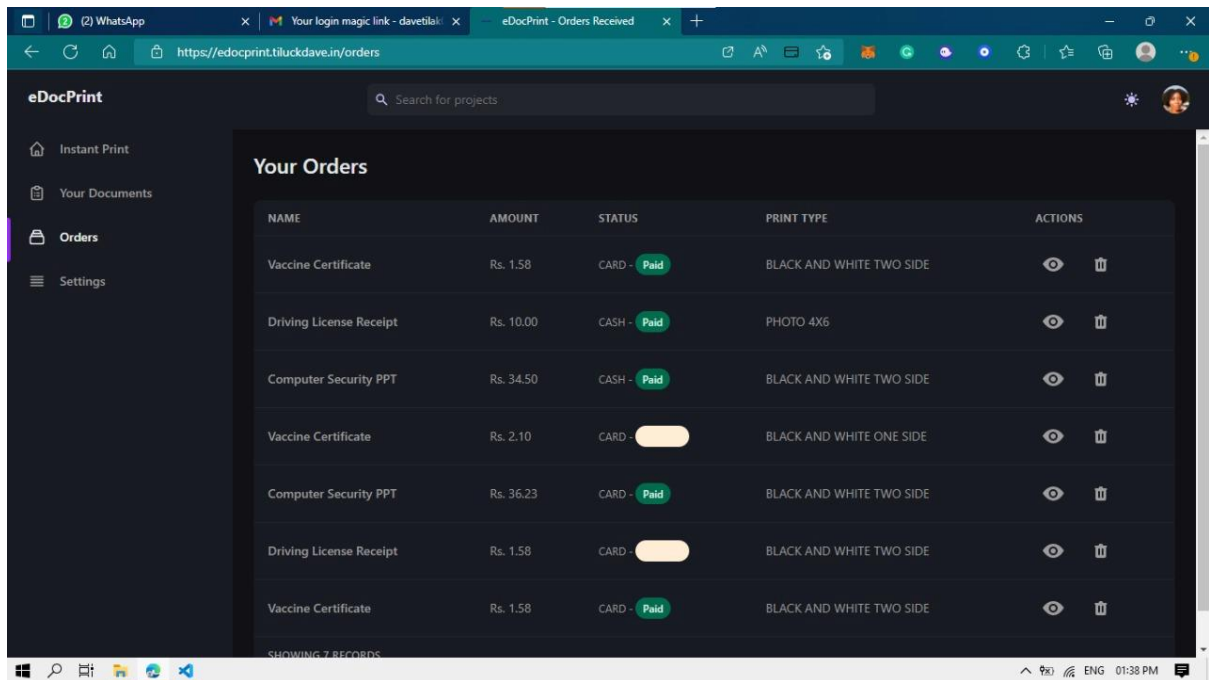 (2) WhatsApp
Your login magic link - davetilak
eDocPrint - Orders Received
https://edocprint.tiluckdave.in/orders
eDocPrint
Search for projects
Instant Print
Your Documents
Orders
Settings
Your Orders
NAME AMOUNT STATUS PRINT TYPE ACTIONS
Vaccine Certificate Rs. 1.58 CARD - Paid BLACK AND WHITE TWO SIDE
Driving License Receipt Rs. 10.00 CASH - Paid PHOTO 4X6
Computer Security PPT Rs. 34.50 CASH - Paid BLACK AND WHITE TWO SIDE
Vaccine Certificate Rs. 2.10 CARD - BLACK AND WHITE ONE SIDE
Computer Security PPT Rs. 36.23 CARD - Paid BLACK AND WHITE TWO SIDE
Driving License Receipt Rs. 1.58 CARD - BLACK AND WHITE TWO SIDE
Vaccine Certificate Rs. 1.58 CARD - Paid BLACK AND WHITE TWO SIDE
SHOWING 7 RECORDS
ENG 01:38 PM